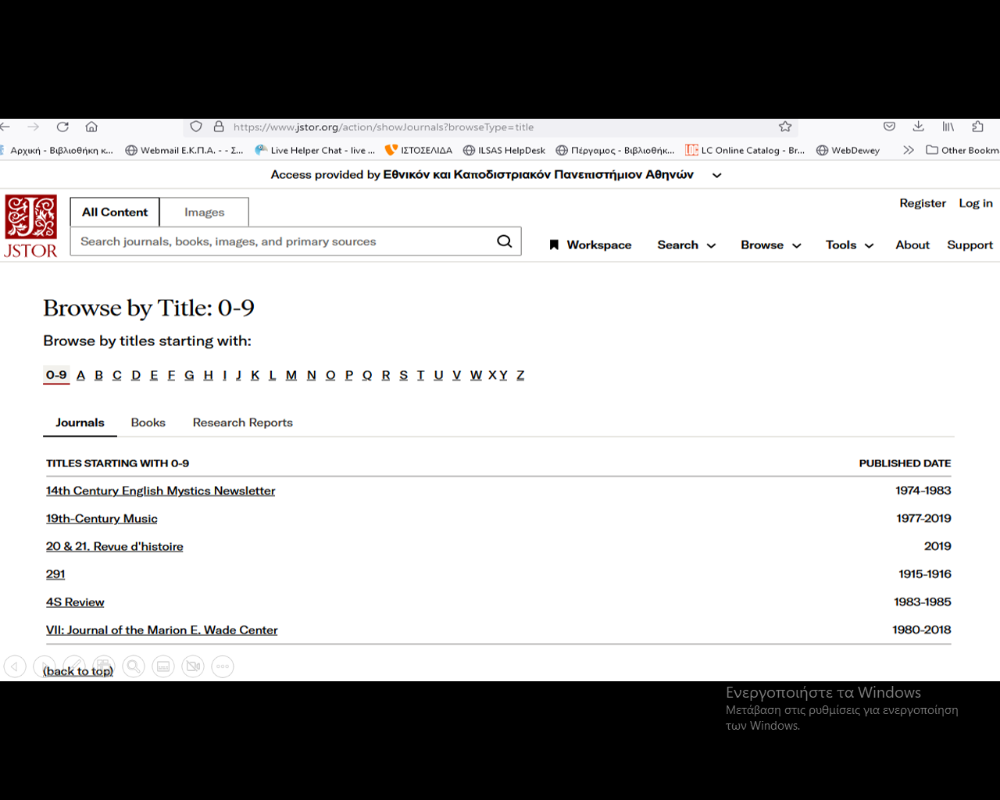 https://www.jstor.org/action/showJournals?browseType=title
Αρχική - Βιβλιοθήκη κ... Webmail Ε.Κ.Π.Α. - - Σ... Live Helper Chat - live ... ΙΣΤΟΣΕΛΙΔΑ ILSAS HelpDesk Πέργαμος - Βιβλιοθήκ... LC Online Catalog - Br... WebDewey Other Bookm
Access provided by Εθνικόν και Καποδιστριακόν Πανεπιστήμιον Αθηνών
All Content Images
Register Log in
JSTOR
Search journals, books, images, and primary sources
Workspace Search Browse Tools About Support
Browse by Title: 0-9
Browse by titles starting with:
0-9 A B C D E F G H I J K L M N O P Q R S T U V W X Y Z
Journals Books Research Reports
TITLES STARTING WITH 0-9 PUBLISHED DATE
14th Century English Mystics Newsletter 1974-1983
19th-Century Music 1977-2019
20 & 21. Revue d'histoire 2019
291 1915-1916
4S Review 1983-1985
VII: Journal of the Marion E. Wade Center 1980-2018
(back to top)
Ενεργοποιήστε τα Windows
Μετάβαση στις ρυθμίσεις για ενεργοποίηση
των Windows.